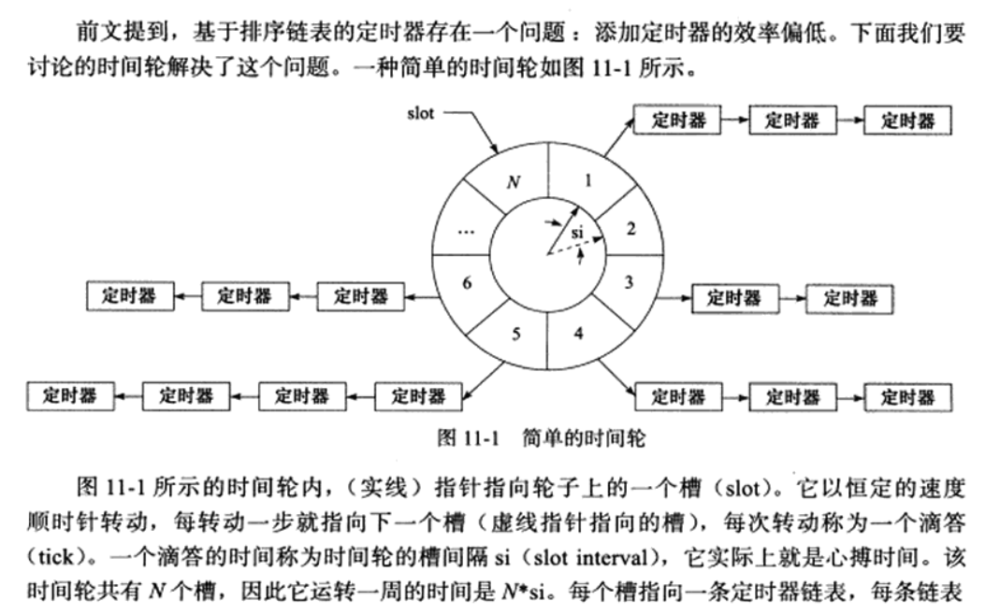 前文提到，基于排序链表的定时器存在一个问题：添加定时器的效率偏低。下面我们要
讨论的时间轮解决了这个问题。一种简单的时间轮如图 11-1 所示。
slot
定时器 定时器 定时器
N 1
... si 2
6 3
定时器 定时器 定时器
定时器 定时器
5 4
定时器 定时器 定时器 定时器
定时器 定时器 定时器
图 11-1 简单的时间轮
图 11-1 所示的时间轮内，（实线）指针指向轮子上的一个槽（slot）。它以恒定的速度
顺时针转动，每转动一步就指向下一个槽（虚线指针指向的槽），每次转动称为一个滴答
（tick）。一个滴答的时间称为时间轮的槽间隔 si（slot interval），它实际上就是心搏时间。该
时间轮共有 N 个槽，因此它运转一周的时间是 N*si。每个槽指向一条定时器链表，每条链表